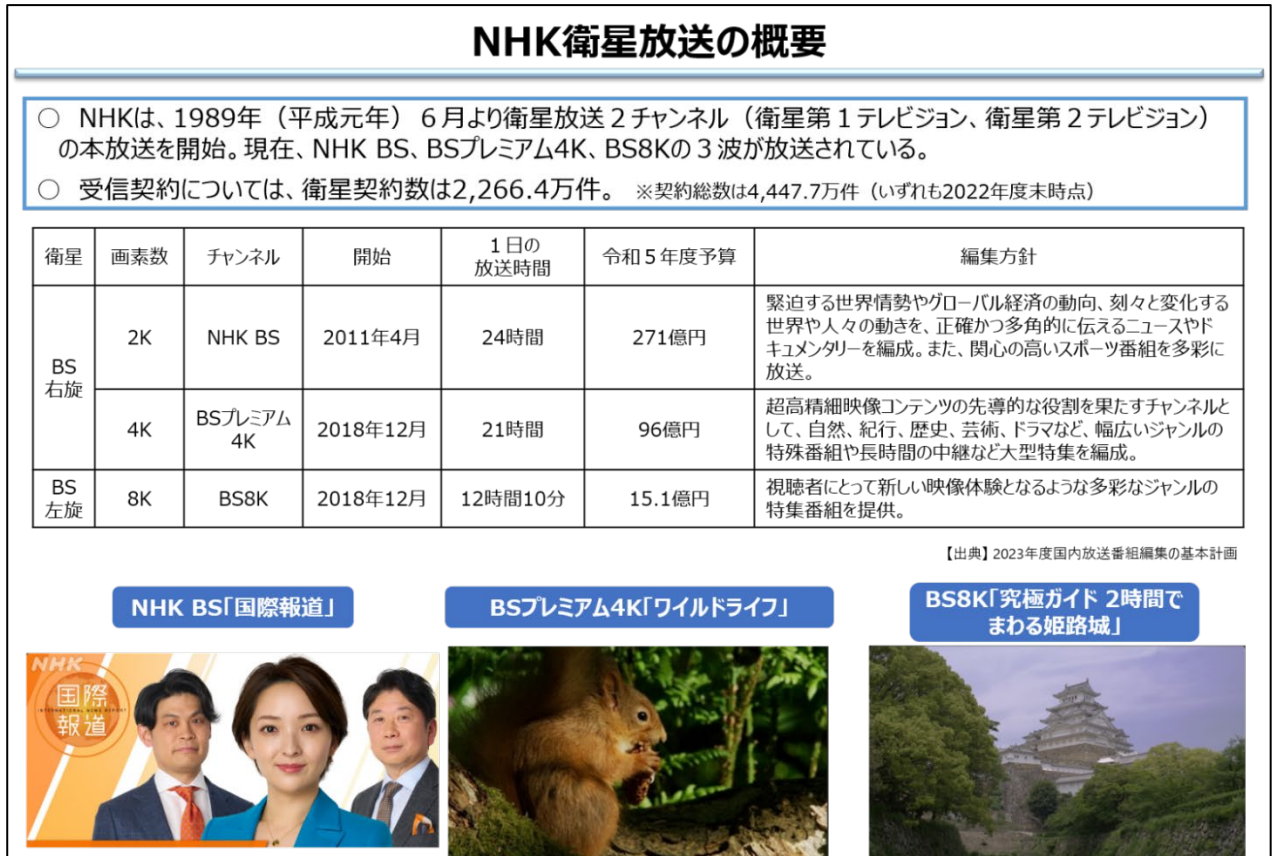 NHK衛星放送の概要
○ NHKは、1989年（平成元年）６月より衛星放送２チャンネル（衛星第１テレビジョン、衛星第２テレビジョン）
の本放送を開始。現在、NHK BS、BSプレミアム4K、BS8Kの３波が放送されている。
○ 受信契約については、衛星契約数は2,266.4万件。 ※契約総数は4,447.7万件（いずれも2022年度末時点）
衛星 画素数 チャンネル 開始 １日の
放送時間 令和５年度予算 編集方針
BS
右旋
2K NHK BS 2011年4月 24時間 271億円
緊迫する世界情勢やグローバル経済の動向、刻々と変化する
世界や人々の動きを、正確かつ多角的に伝えるニュースやド
キュメンタリーを編成。また、関心の高いスポーツ番組を多彩に
放送。
4K BSプレミアム
4K 2018年12月 21時間 96億円
超高精細映像コンテンツの先導的な役割を果たすチャンネルと
して、自然、紀行、歴史、芸術、ドラマなど、幅広いジャンルの
特殊番組や長時間の中継など大型特集を編成。
BS
左旋
8K BS8K 2018年12月 12時間10分 15.1億円
視聴者にとって新しい映像体験となるような多彩なジャンルの
特集番組を提供。
【出典】2023年度国内放送番組編集の基本計画
NHK BS「国際報道」
BSプレミアム4K「ワイルドライフ」
BS8K「究極ガイド 2時間で
まわる姫路城」
NHK
国際
INTERNATIONAL NEWS REPORT
報道